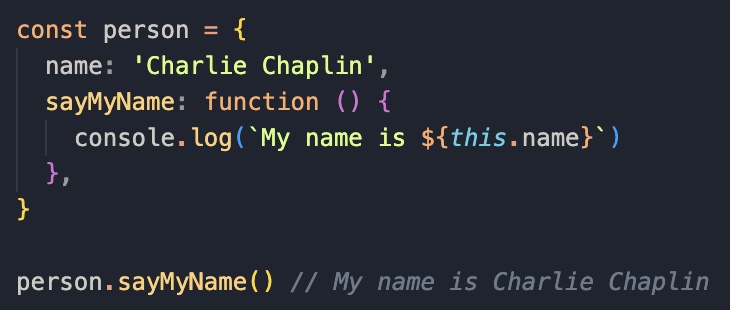 const person = {
  name: 'Charlie Chaplin',
  sayMyName: function () {
    console.log(`My name is ${this.name}`)
  },
}

person.sayMyName() // My name is Charlie Chaplin